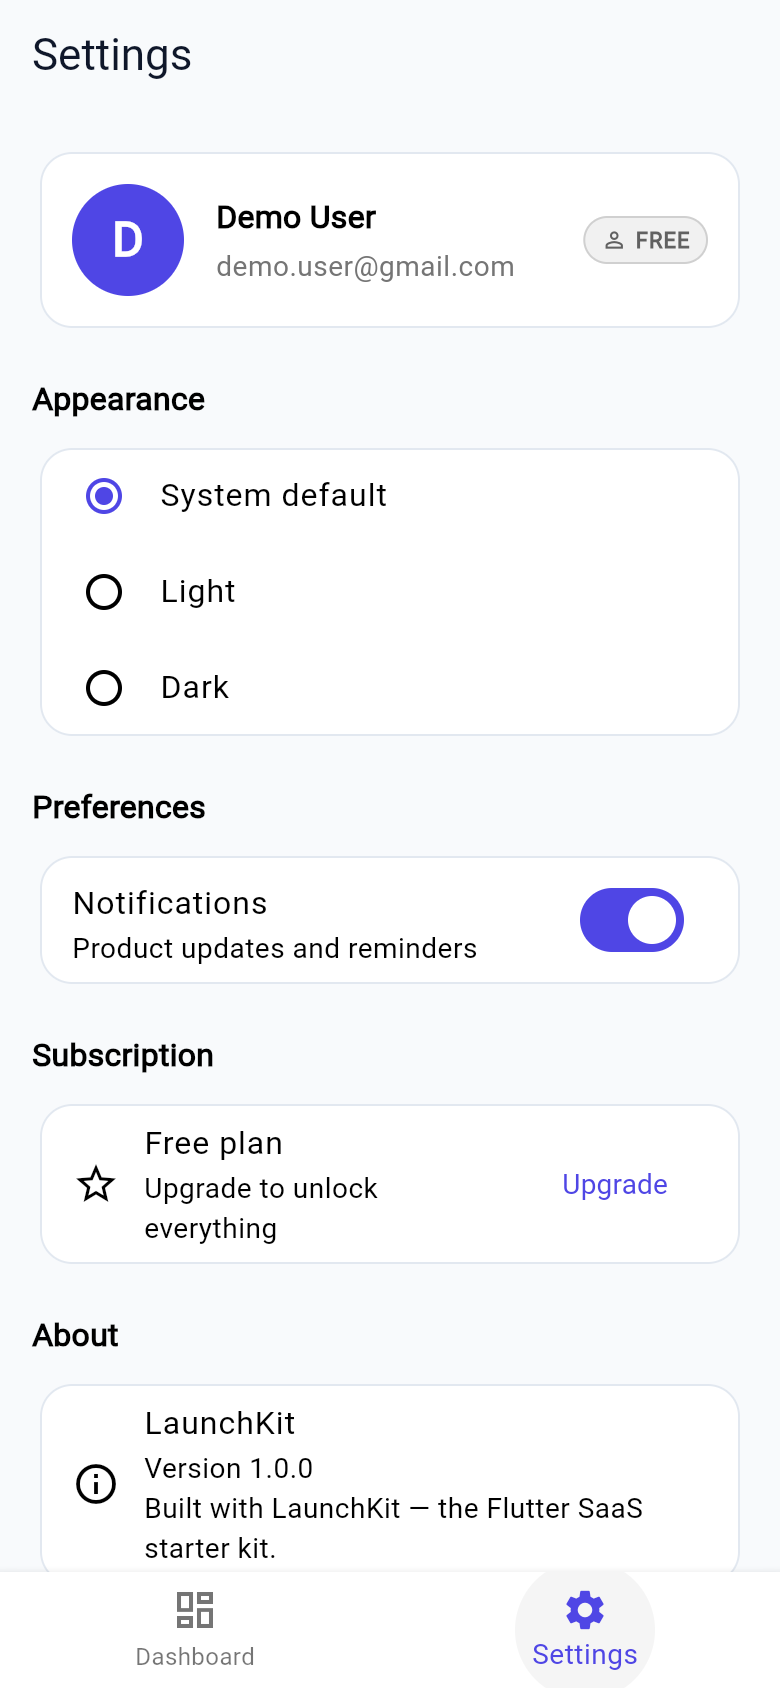 Settings
D
Demo User
demo.user@gmail.com
FREE
Appearance
System default
Light
Dark
Preferences
Notifications
Product updates and reminders
Subscription
Free plan
Upgrade to unlock
everything
Upgrade
About
LaunchKit
Version 1.0.0
Built with LaunchKit — the Flutter SaaS
starter kit.
Dashboard
Settings